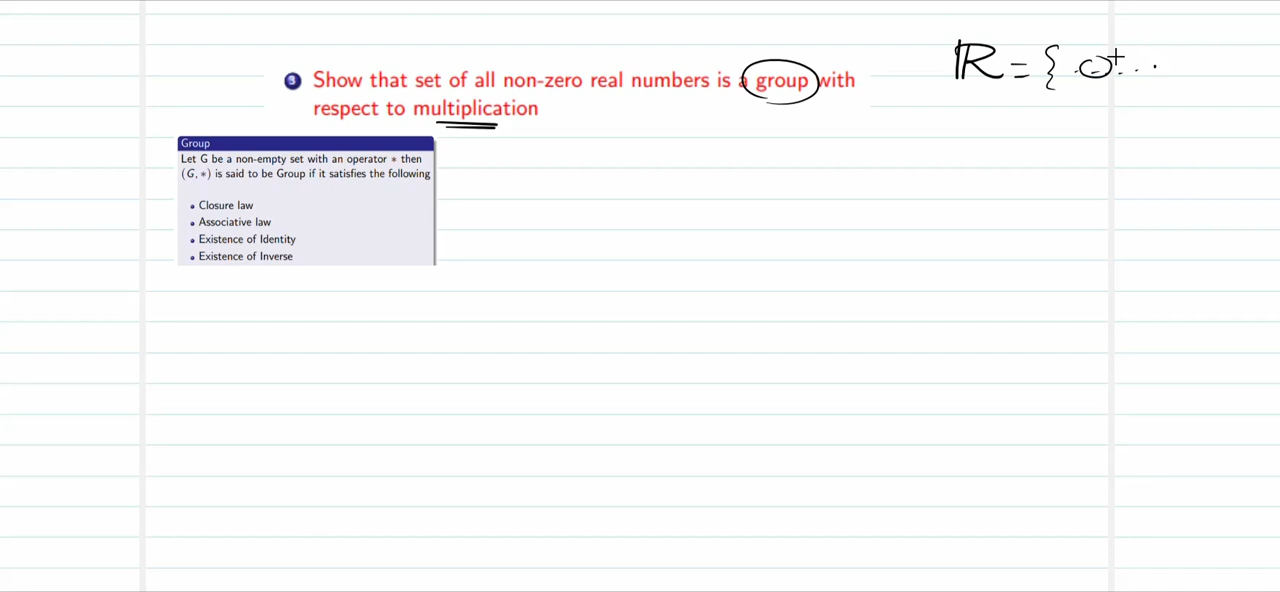 3 Show that set of all non-zero real numbers is a group with
respect to multiplication
ℝ = {
Group
Let G be a non-empty set with an operator * then
(G, *) is said to be Group if it satisfies the following
• Closure law
• Associative law
• Existence of Identity
• Existence of Inverse